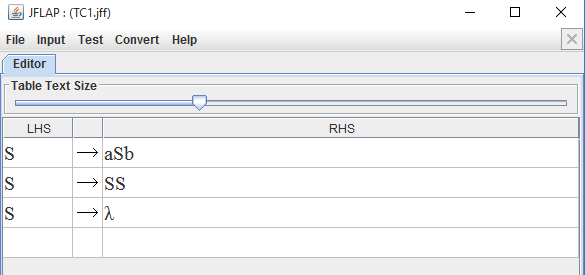 JFLAP : (TC1.jff)
File Input Test Convert Help
Editor
Table Text Size
LHS RHS
S → aSb
S → SS
S → λ